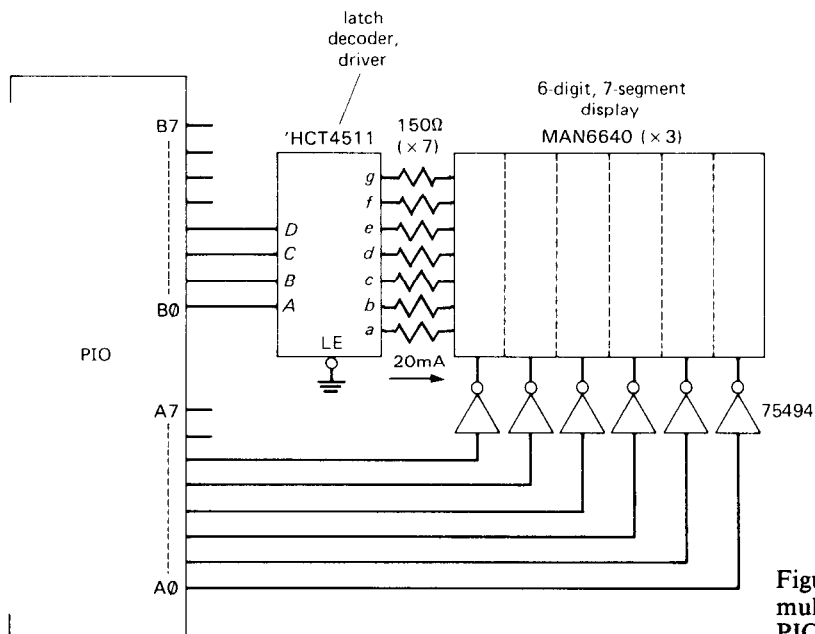 latch
decoder,
driver
6-digit, 7-segment
display
'HCT4511
150Ω
(×7)
MAN6640 (×3)
B7
g
f
e
d
c
b
a
D
C
B
A
B0
LE
20mA
PIO
A7
75494
A0
Figu
mul
PIO